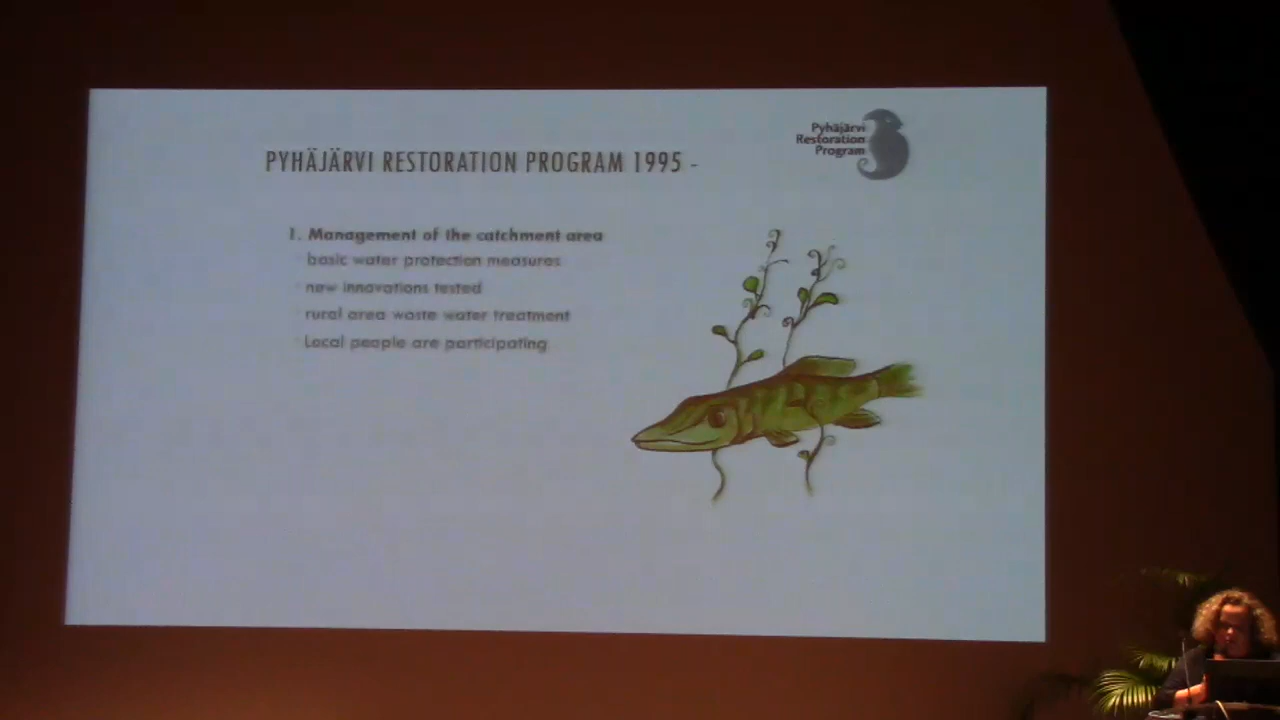 Pyhäjärvi
Restoration
Program
PYHÄJÄRVI RESTORATION PROGRAM 1995 -
1. Management of the catchment area
basic water protection measures
new innovations tested
rural area waste water treatment
Local people are participating